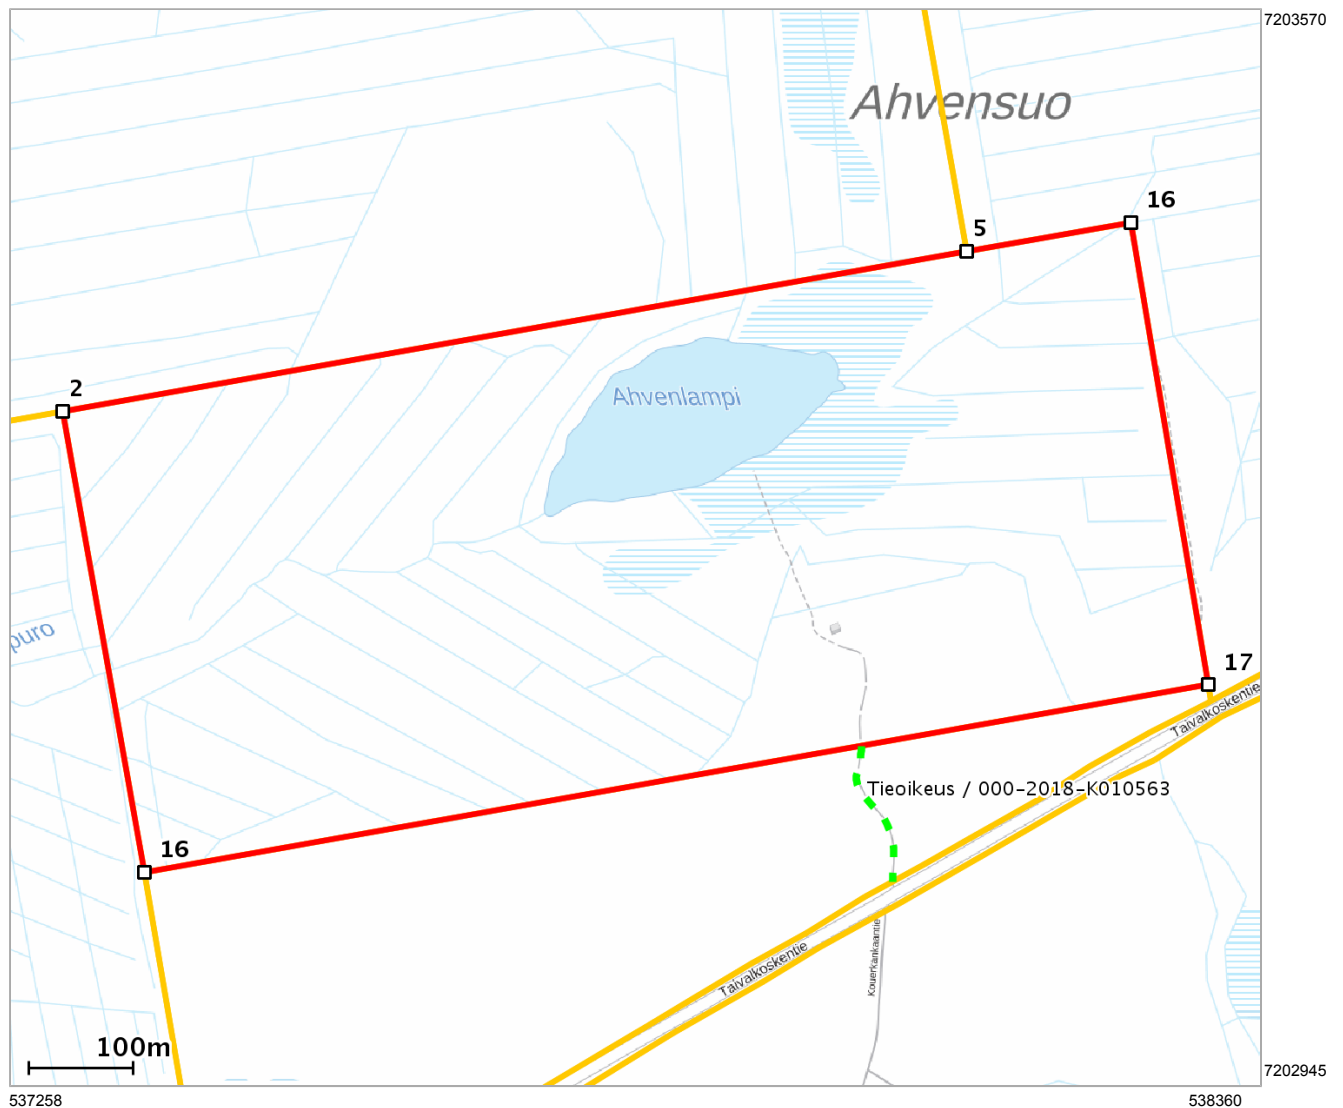 7203570
Ahvensuo
16
5
2
Ahvenlampi
puro
17
Taivalkoskentie
Tieoikeus / 000-2018-K010563
16
Taivalkoskentie
Kouerkankaantie
100m
7202945
537258
538360